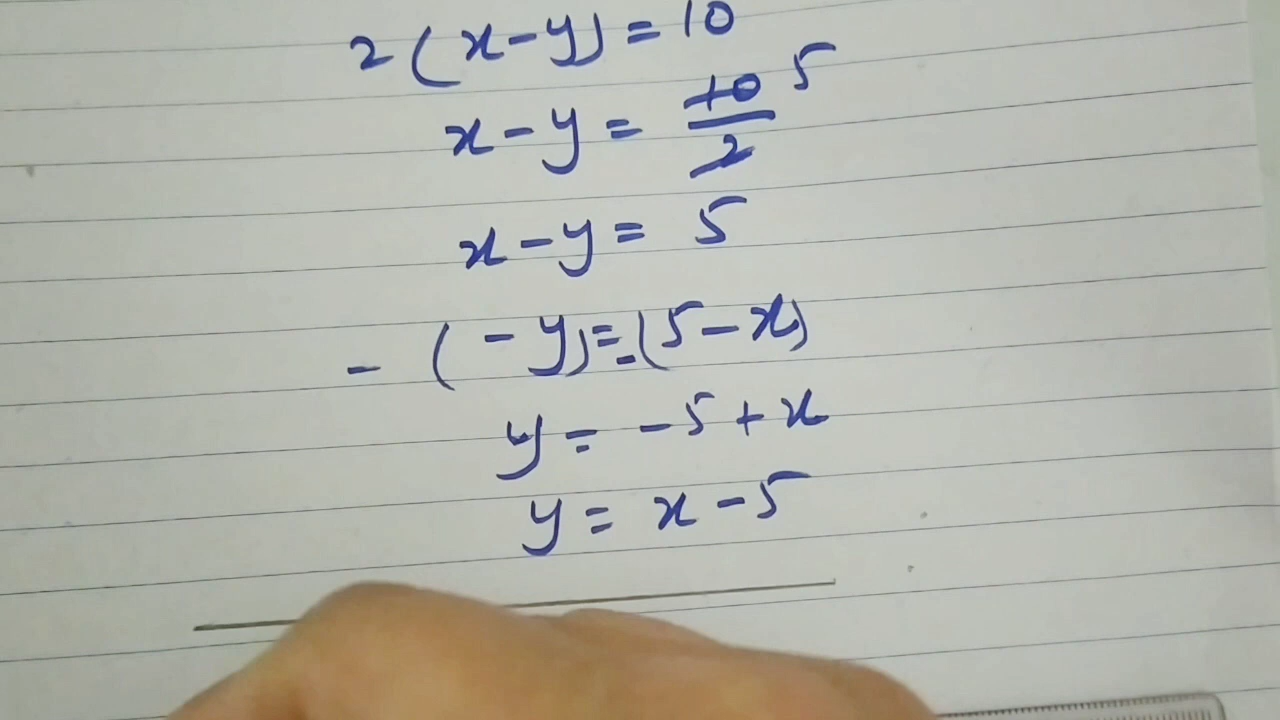 2(x-y)=10
x-y= 10/2 5
x-y= 5
-(-y)=-(5-x)
y= -5+x
y= x-5